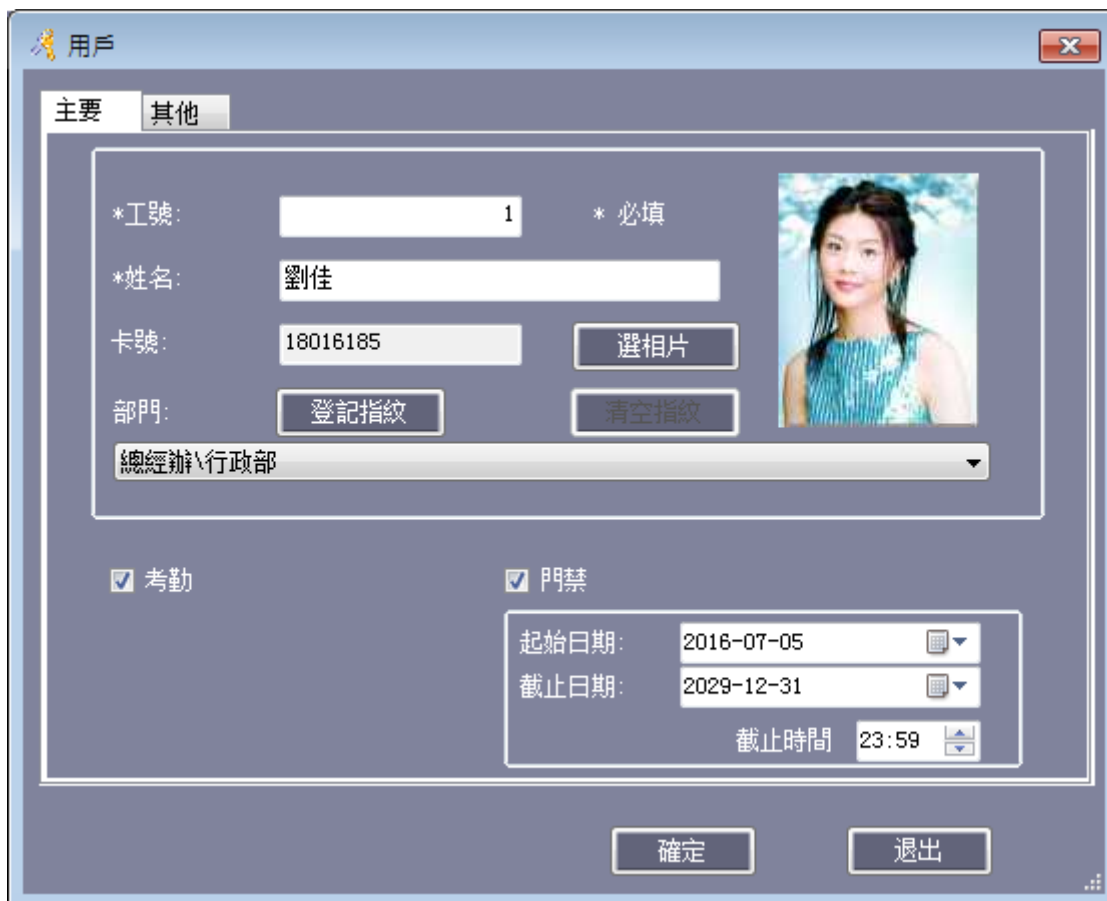 用戶
主要 其他
*工號: 1 * 必填
*姓名: 劉佳
卡號: 18016185 選相片
部門: 登記指紋 清空指紋
總經辦\行政部
考勤 門禁
起始日期: 2016-07-05
截止日期: 2029-12-31
截止時間 23:59
確定 退出